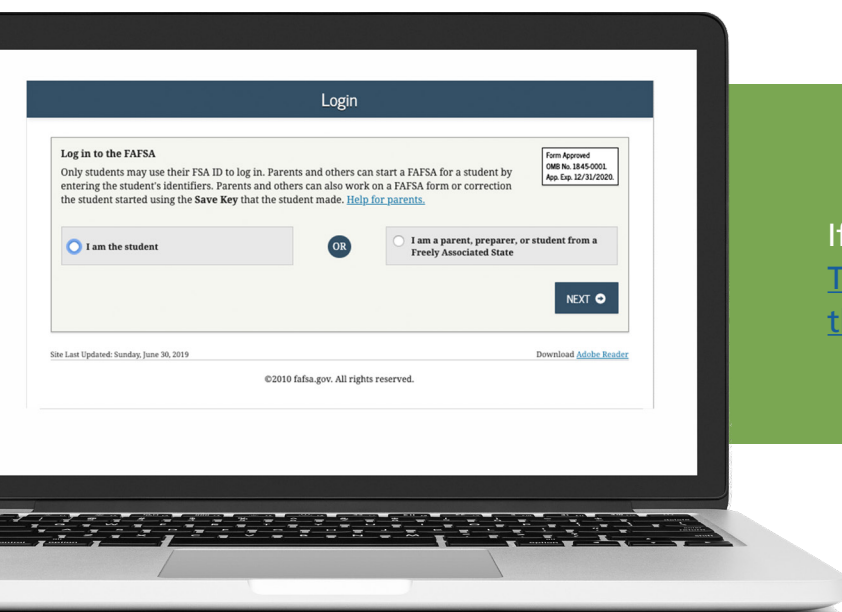 Login
Log in to the FAFSA
Only students may use their FSA ID to log in. Parents and others can start a FAFSA for a student by
entering the student's identifiers. Parents and others can also work on a FAFSA form or correction
the student started using the Save Key that the student made. Help for parents.
Form Approved
OMB No. 1845-0001.
App. Exp. 12/31/2020.
I am the student
OR
I am a parent, preparer, or student from a
Freely Associated State
NEXT
Site Last Updated: Sunday, June 30, 2019
Download Adobe Reader
©2010 fafsa.gov. All rights reserved.